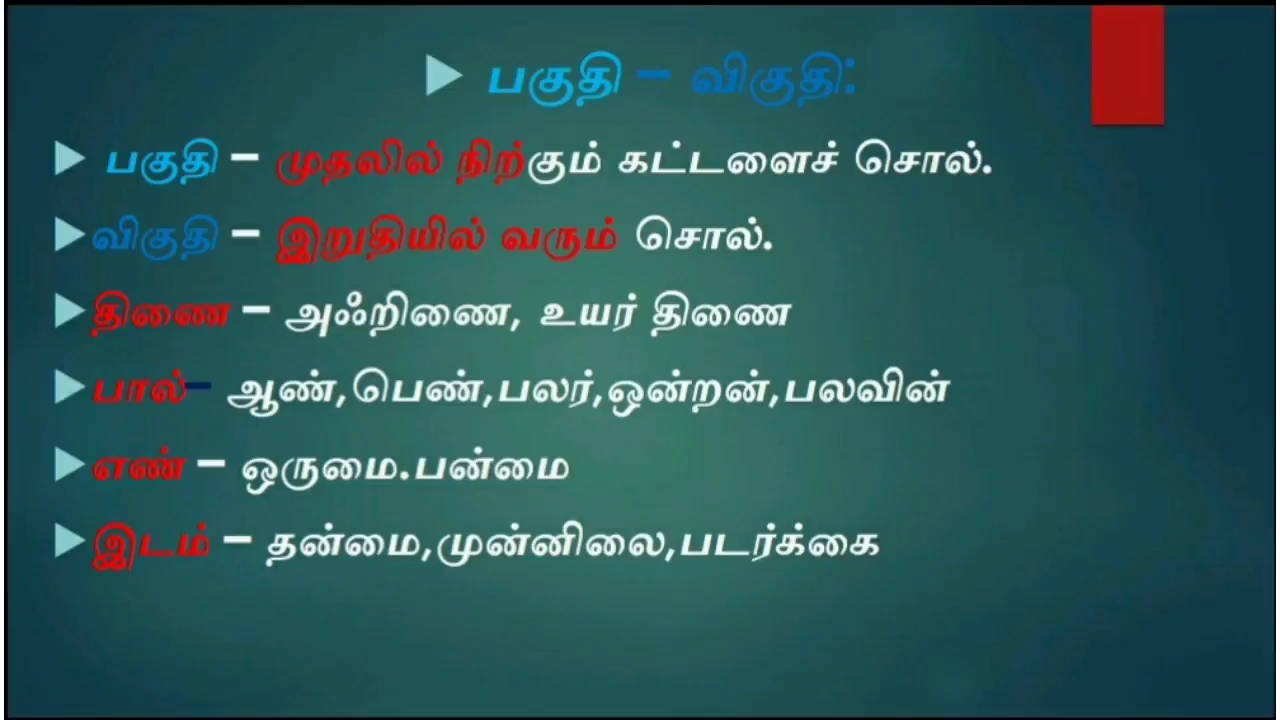 பகுதி – விகுதி:
பகுதி – முதலில் நிற்கும் கட்டளைச் சொல்.
விகுதி – இறுதியில் வரும் சொல்.
திணை – அஃறிணை, உயர் திணை
பால்– ஆண்,பெண்,பலர்,ஒன்றன்,பலவின்
எண் – ஒருமை.பன்மை
இடம் – தன்மை,முன்னிலை,படர்க்கை